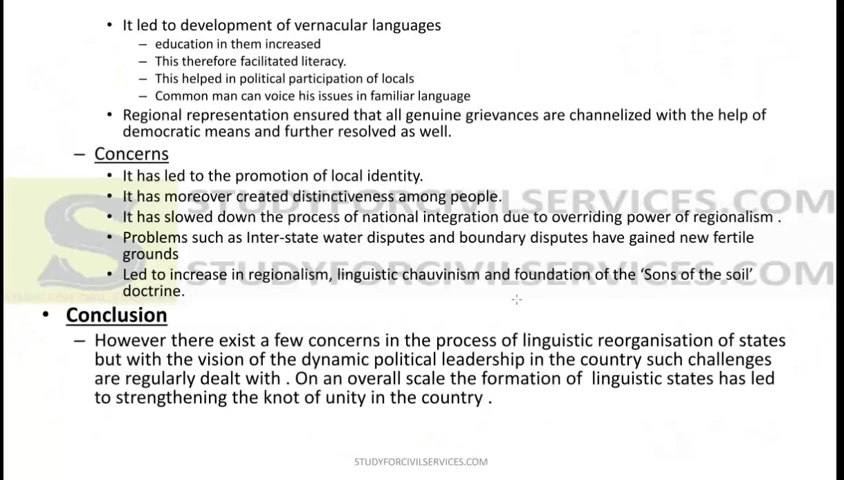 • It led to development of vernacular languages
– education in them increased
– This therefore facilitated literacy.
– This helped in political participation of locals
– Common man can voice his issues in familiar language
• Regional representation ensured that all genuine grievances are channelized with the help of
democratic means and further resolved as well.
– Concerns
• It has led to the promotion of local identity.
• It has moreover created distinctiveness among people.
• It has slowed down the process of national integration due to overriding power of regionalism .
• Problems such as Inter-state water disputes and boundary disputes have gained new fertile
grounds
• Led to increase in regionalism, linguistic chauvinism and foundation of the ‘Sons of the soil’
doctrine.
• Conclusion
– However there exist a few concerns in the process of linguistic reorganisation of states
but with the vision of the dynamic political leadership in the country such challenges
are regularly dealt with . On an overall scale the formation of linguistic states has led
to strengthening the knot of unity in the country .
STUDYFORCIVILSERVICES.COM
STUDYFORCIVILSERVICES.COM
STUDYFORCIVILSERVICES.COM